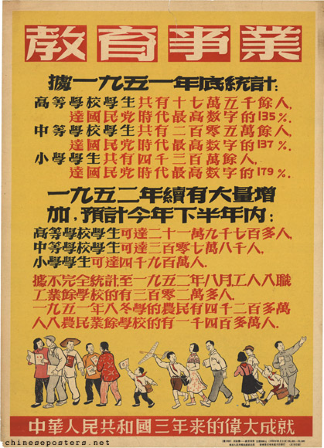 教育事業
據一九五一年底統計:
高等學校學生共有十七萬五千餘人,
達國民党時代最高數字的135%.
中等學校學生共有二百零五萬餘人,
達國民党時代最高數字的137%.
小學學生共有四千三百萬餘人,
達國民党時代最高數字的179%.
一九五二年續有大量增
加,預計今年下半年內:
高等學校學生可達二十一萬九千七百多人.
中等學校學生可達三百零七萬八千人.
小學學生可達四千九百萬人.
據不完全統計至一九五二年八月,工人入職
工業餘學校的有三百零二萬多人.
一九五一年入冬學的農民有四千二百多萬
人入農民業餘學校的有一千四百多萬人.
中華人民共和國三年來的偉大成就
chineseposters.net